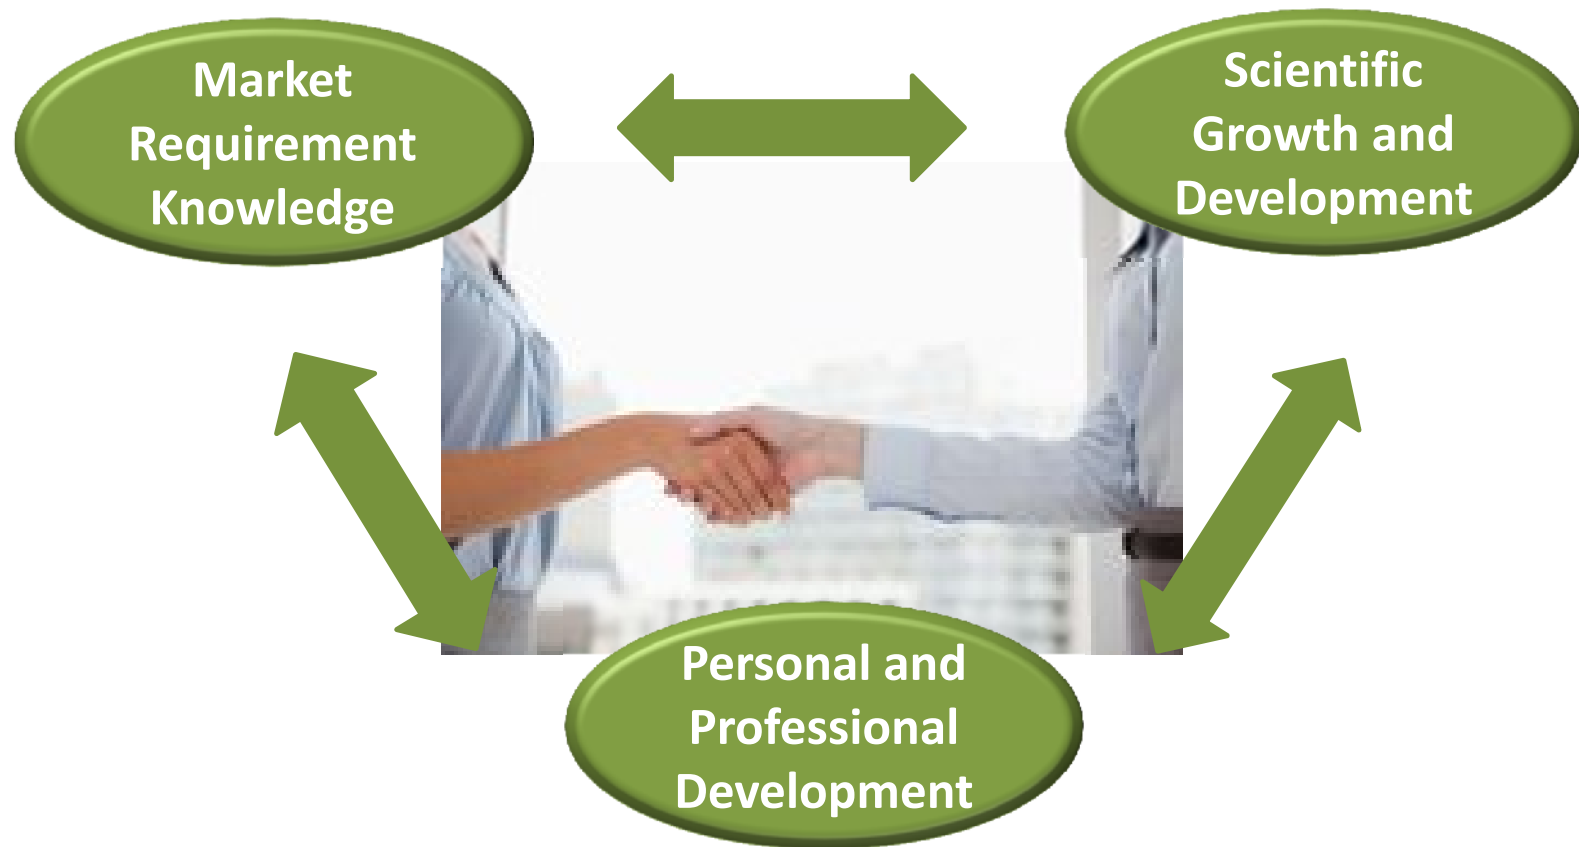 Market
Requirement
Knowledge
Scientific
Growth and
Development
Personal and
Professional
Development